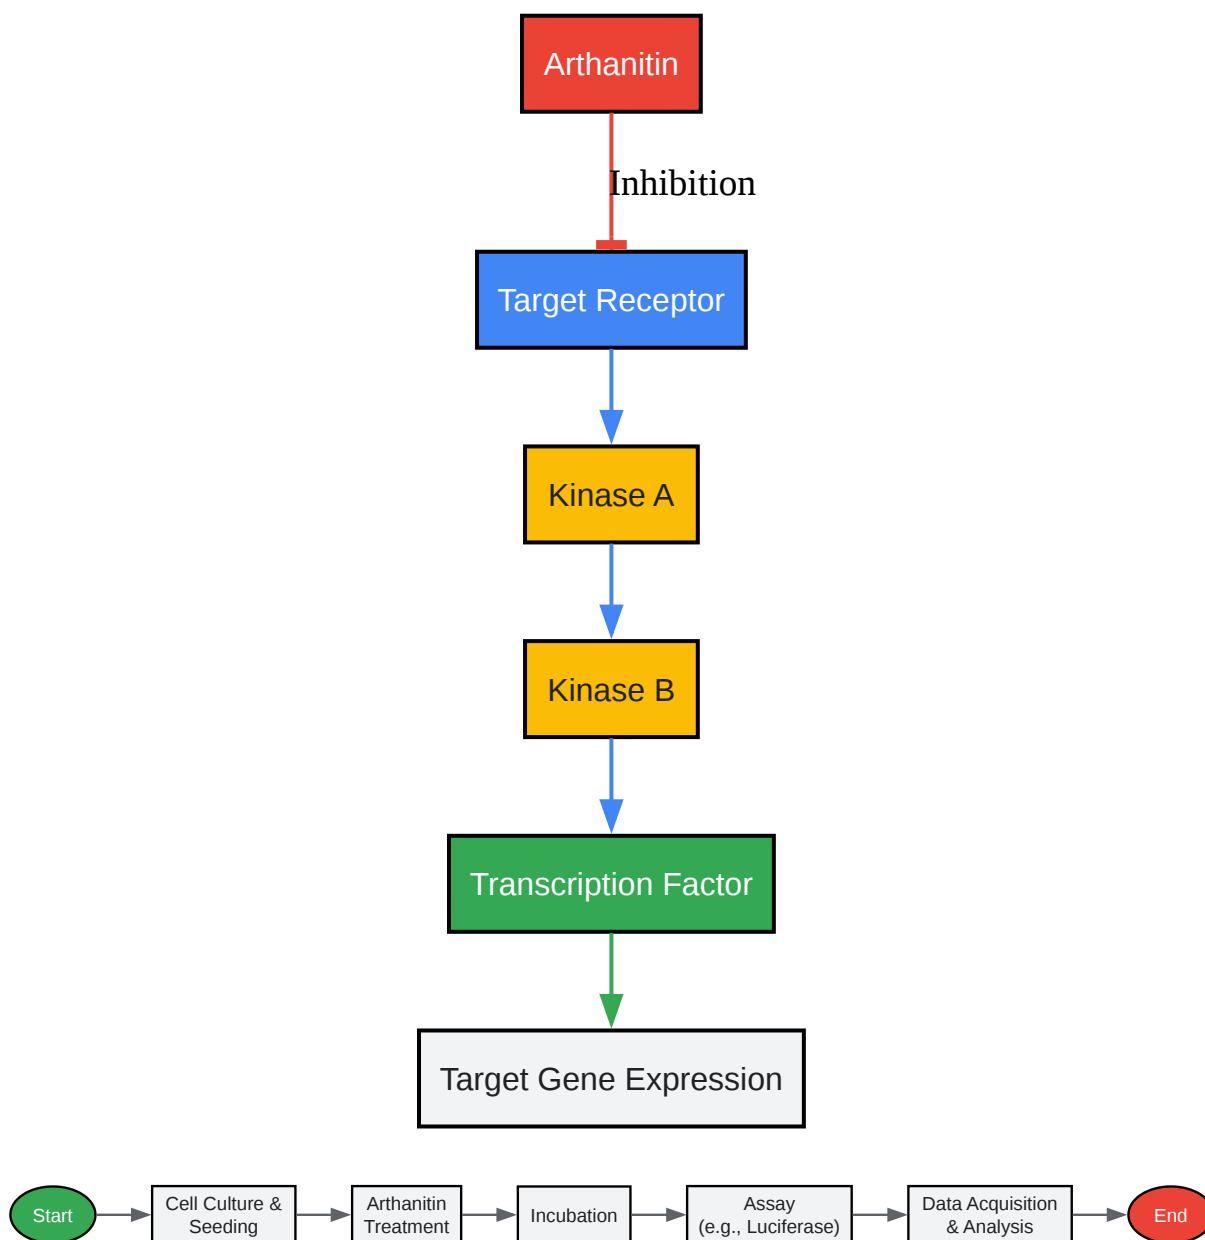 Arthanitin
Inhibition
Target Receptor
Kinase A
Kinase B
Transcription Factor
Target Gene Expression
Start
Cell Culture &
Seeding
Arthanitin
Treatment
Incubation
Assay
(e.g., Luciferase)
Data Acquisition
& Analysis
End